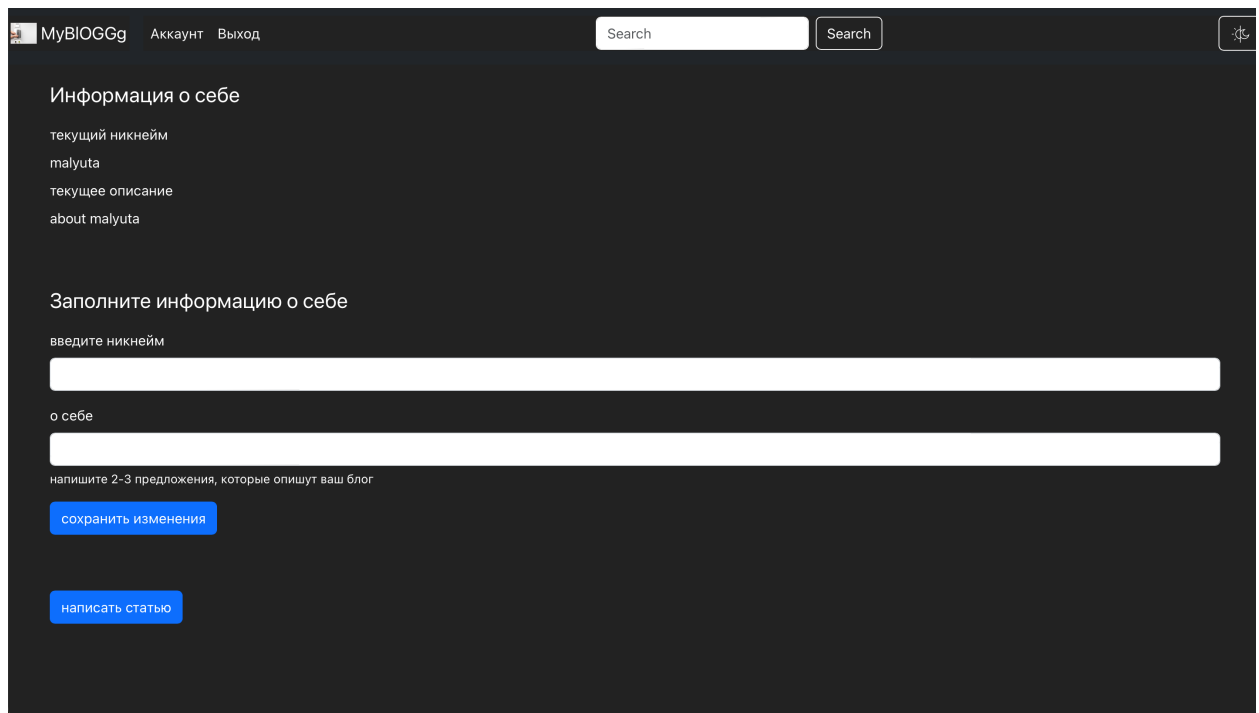 MyBlOGGg Аккаунт Выход Search Search
Информация о себе
текущий никнейм
malyuta
текущее описание
about malyuta
Заполните информацию о себе
введите никнейм
о себе
напишите 2-3 предложения, которые опишут ваш блог
сохранить изменения
написать статью